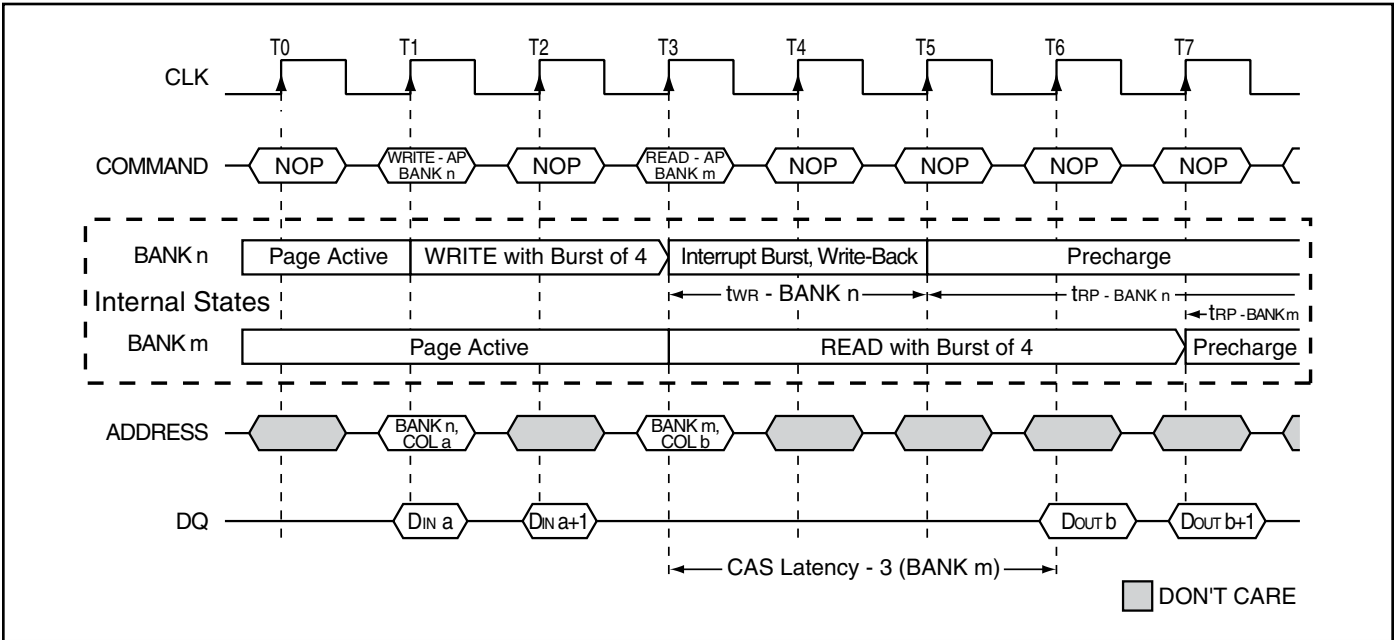 T0 T1 T2 T3 T4 T5 T6 T7
CLK
COMMAND NOP WRITE - AP BANK n NOP READ - AP BANK m NOP NOP NOP NOP
BANK n Page Active WRITE with Burst of 4 Interrupt Burst, Write-Back Precharge
tWR - BANK n tRP - BANK n
Internal States
tRP - BANK m
BANK m Page Active READ with Burst of 4 Precharge
ADDRESS BANK n, COL a BANK m, COL b
DQ DIN a DIN a+1 DOUT b DOUT b+1
CAS Latency - 3 (BANK m)
DON'T CARE